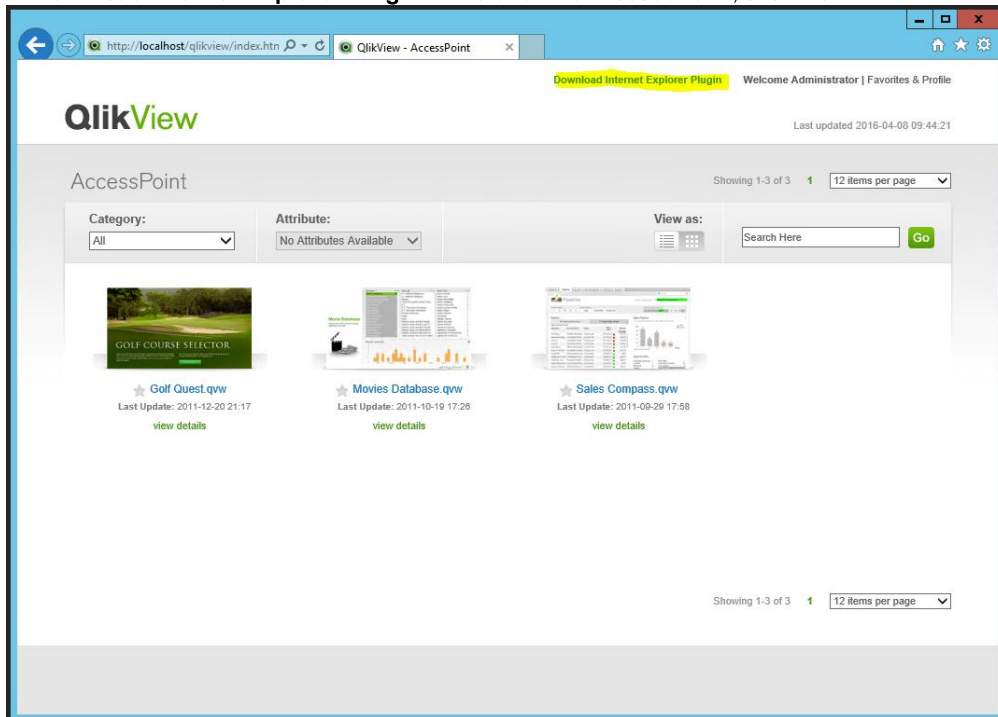 http://localhost/qlikview/index.htn
QlikView - AccessPoint
Download Internet Explorer Plugin Welcome Administrator | Favorites & Profile
QlikView
Last updated 2016-04-08 09:44:21
AccessPoint
Showing 1-3 of 3 1 12 items per page
Category: Attribute: View as:
All No Attributes Available Search Here Go
GOLF COURSE SELECTOR
Golf Quest.qvw Movies Database.qvw Sales Compass.qvw
Last Update: 2011-12-20 21:17 Last Update: 2011-10-19 17:26 Last Update: 2011-09-29 17:58
view details view details view details
Showing 1-3 of 3 1 12 items per page